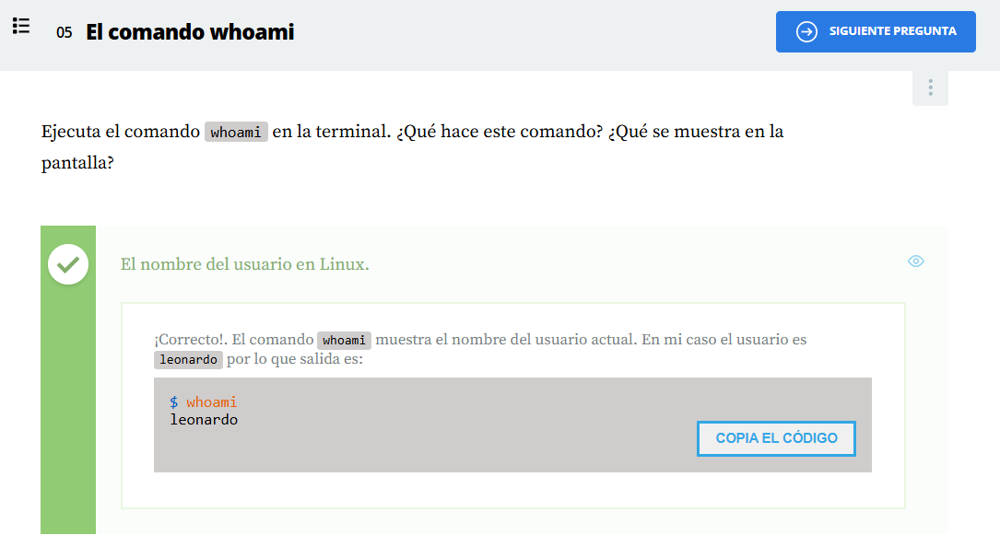 05 El comando whoami
SIGUIENTE PREGUNTA
Ejecuta el comando whoami en la terminal. ¿Qué hace este comando? ¿Qué se muestra en la
pantalla?
El nombre del usuario en Linux.
¡Correcto!. El comando whoami muestra el nombre del usuario actual. En mi caso el usuario es
leonardo por lo que salida es:
$ whoami
leonardo
COPIA EL CÓDIGO